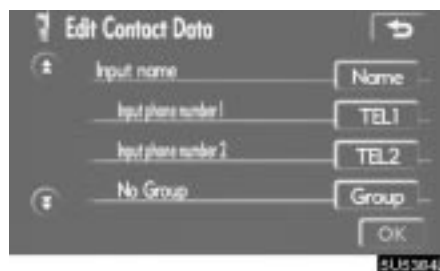 Edit Contact Data
Input name Name
Input phone number 1 TEL1
Input phone number 2 TEL2
No Group Group
OK